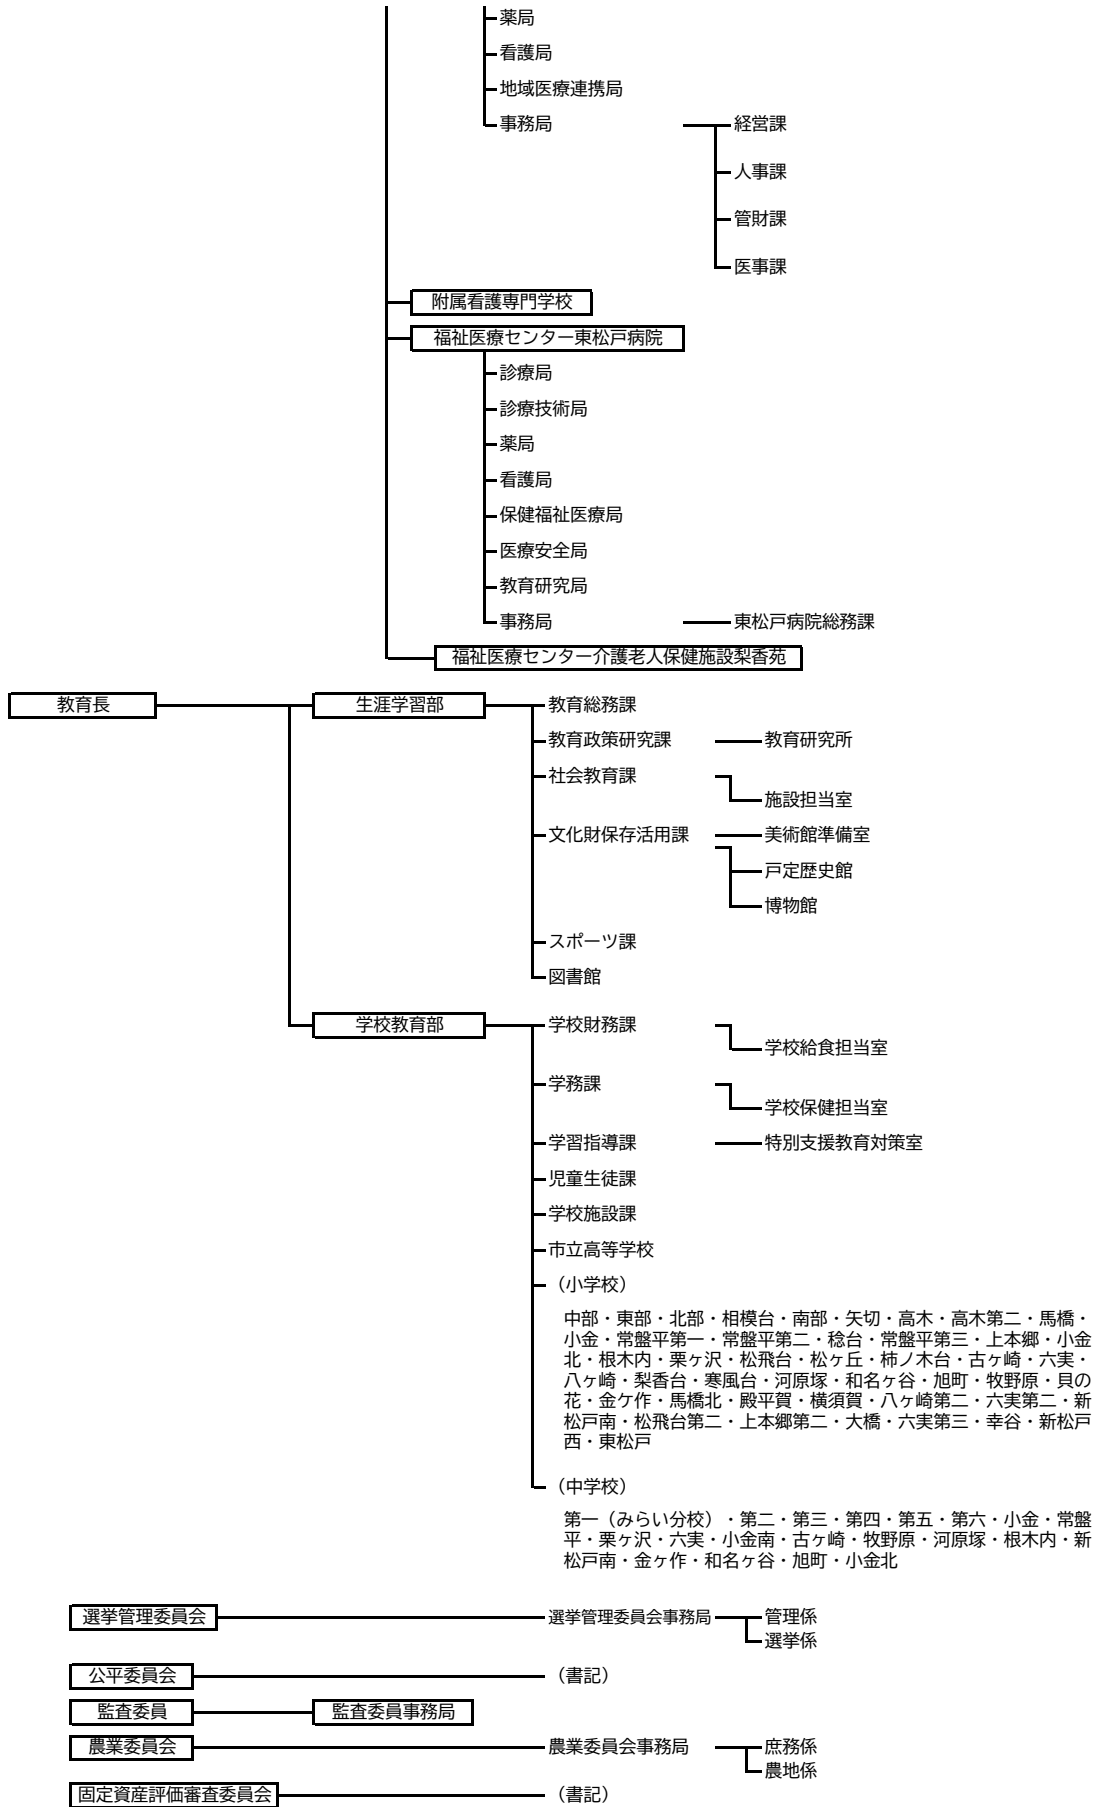 薬局
看護局
地域医療連携局
事務局 経営課
人事課
管財課
医事課
附属看護専門学校
福祉医療センター東松戸病院
診療局
診療技術局
薬局
看護局
保健福祉医療局
医療安全局
教育研究局
事務局 東松戸病院総務課
福祉医療センター介護老人保健施設梨香苑
教育長 生涯学習部 教育総務課
教育政策研究課 教育研究所
社会教育課
施設担当室
文化財保存活用課 美術館準備室
戸定歴史館
博物館
スポーツ課
図書館
学校教育部 学校財務課
学校給食担当室
学務課
学校保健担当室
学習指導課 特別支援教育対策室
児童生徒課
学校施設課
市立高等学校
（小学校）
中部・東部・北部・相模台・南部・矢切・高木・高木第二・馬橋・
小金・常盤平第一・常盤平第二・稔台・常盤平第三・上本郷・小金
北・根木内・栗ヶ沢・松飛台・松ヶ丘・柿ノ木台・古ヶ崎・六実・
八ヶ崎・梨香台・寒風台・河原塚・和名ヶ谷・旭町・牧野原・貝の
花・金ケ作・馬橋北・殿平賀・横須賀・八ヶ崎第二・六実第二・新
松戸南・松飛台第二・上本郷第二・大橋・六実第三・幸谷・新松戸
西・東松戸
（中学校）
第一（みらい分校）・第二・第三・第四・第五・第六・小金・常盤
平・栗ヶ沢・六実・小金南・古ヶ崎・牧野原・河原塚・根木内・新
松戸南・金ヶ作・和名ヶ谷・旭町・小金北
選挙管理委員会 選挙管理委員会事務局 管理係
選挙係
公平委員会 （書記）
監査委員 監査委員事務局
農業委員会 農業委員会事務局 庶務係
農地係
固定資産評価審査委員会 （書記）